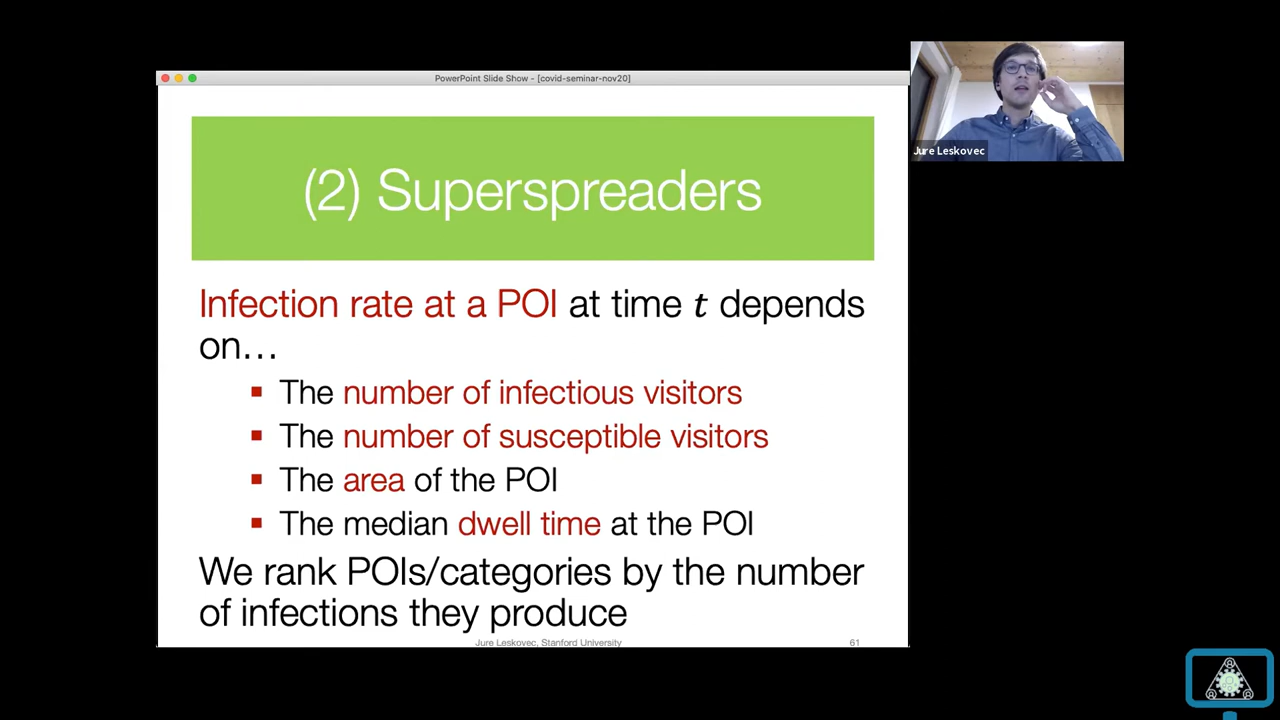 PowerPoint Slide Show - [covid-seminar-nov20]
Jure Leskovec
(2) Superspreaders
Infection rate at a POI at time t depends
on…
▪ The number of infectious visitors
▪ The number of susceptible visitors
▪ The area of the POI
▪ The median dwell time at the POI
We rank POIs/categories by the number
of infections they produce
Jure Leskovec, Stanford University
61